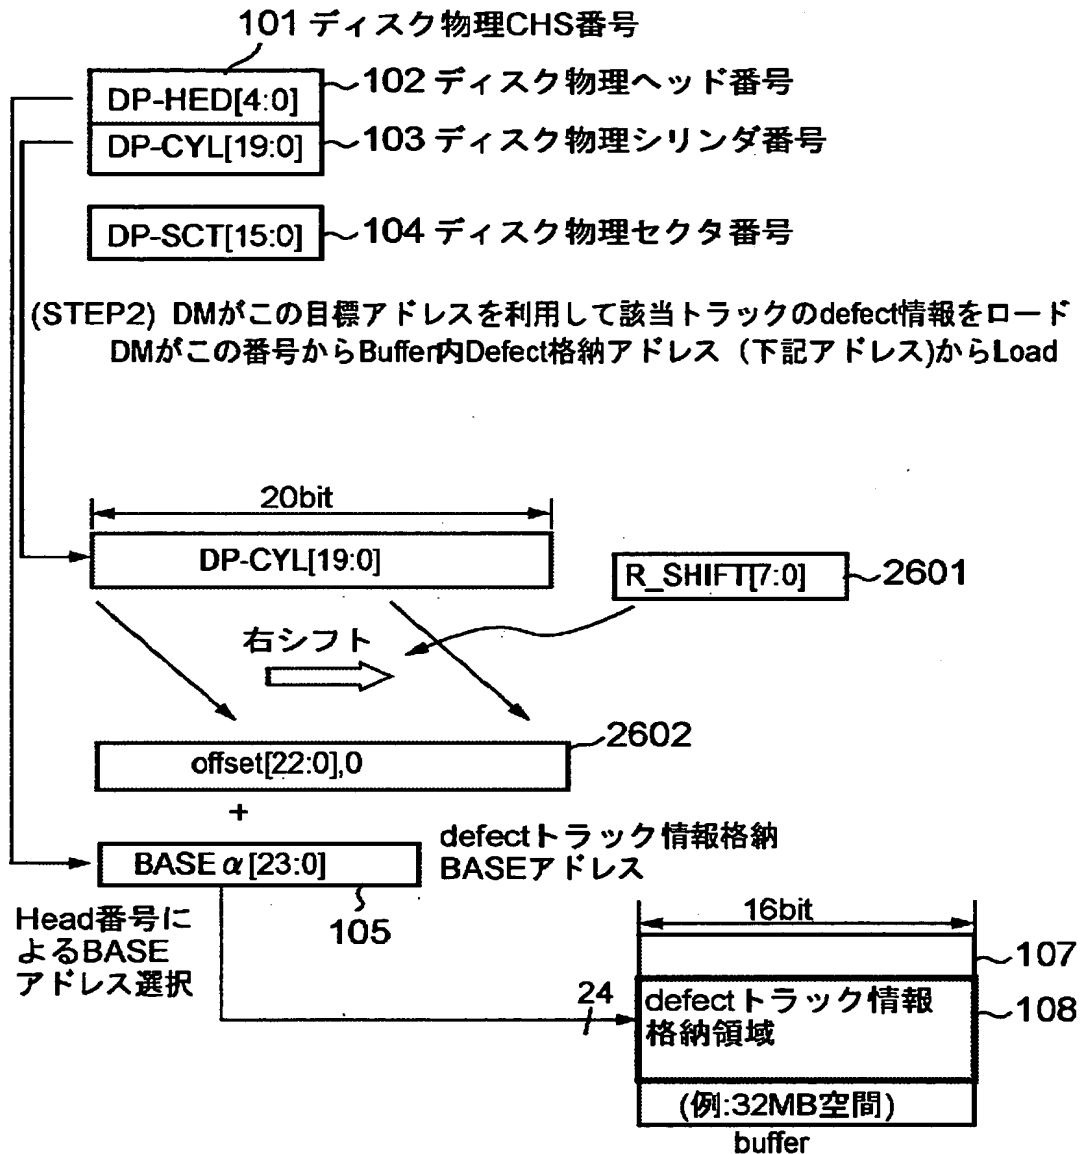 101 ディスク物理CHS番号
DP-HED[4:0]
102 ディスク物理ヘッド番号
DP-CYL[19:0]
103 ディスク物理シリンダ番号
DP-SCT[15:0]
104 ディスク物理セクタ番号
(STEP2) DMがこの目標アドレスを利用して該当トラックのdefect情報をロード
DMがこの番号からBuffer内Defect格納アドレス (下記アドレス)からLoad
20bit
DP-CYL[19:0]
R_SHIFT[7:0]
2601
右シフト
2602
offset[22:0],0
+
BASE α[23:0]
defectトラック情報格納
BASEアドレス
105
Head番号に
よるBASE
アドレス選択
16bit
107
24
defectトラック情報
格納領域
108
(例:32MB空間)
buffer